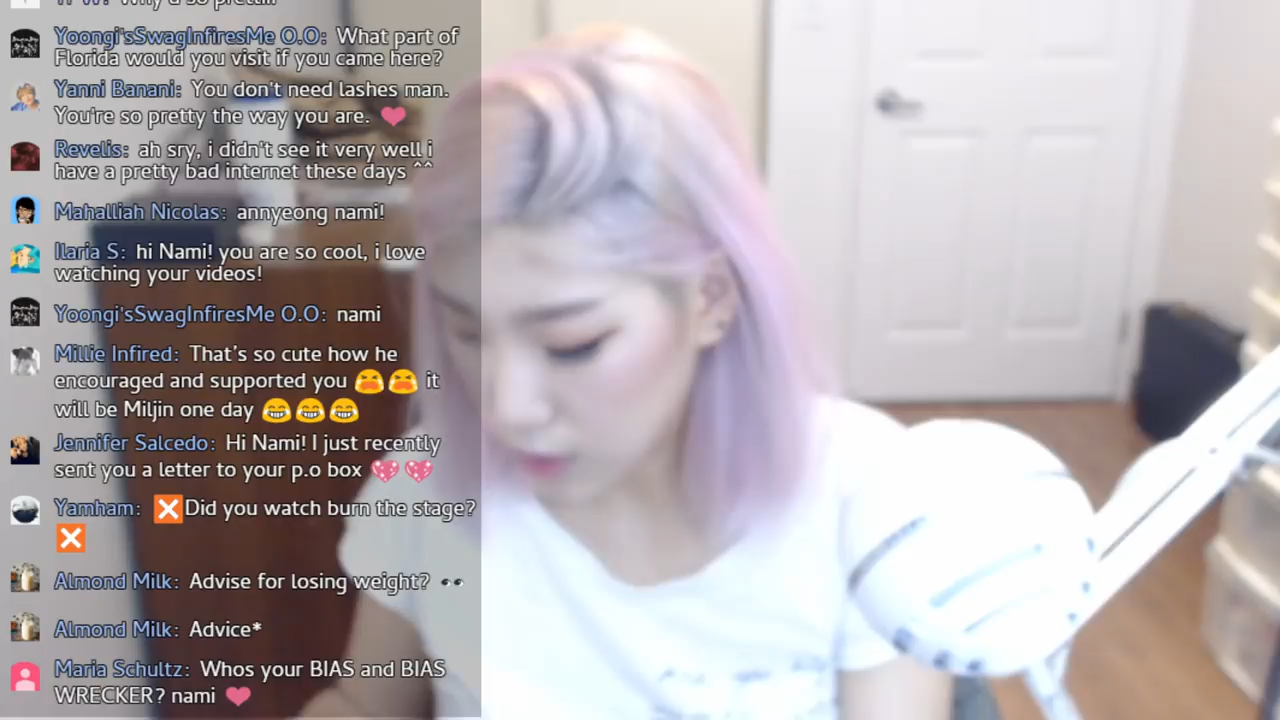 Yoongi'sSwagInfiresMe O.O: What part of
Florida would you visit if you came here?
Yanni Banani: You don't need lashes man.
You're so pretty the way you are. ❤
Revelis: ah sry, i didn't see it very well i
have a pretty bad internet these days ^^
Mahalliah Nicolas: annyeong nami!
Ilaria S: hi Nami! you are so cool, i love
watching your videos!
Yoongi'sSwagInfiresMe O.O: nami
Millie Infired: That's so cute how he
encouraged and supported you 😫😫 it
will be Miljin one day 😂😂😂
Jennifer Salcedo: Hi Nami! I just recently
sent you a letter to your p.o box 💖💖
Yamham: ❎Did you watch burn the stage?
❎
Almond Milk: Advise for losing weight? 👀
Almond Milk: Advice*
Maria Schultz: Whos your BIAS and BIAS
WRECKER? nami ❤